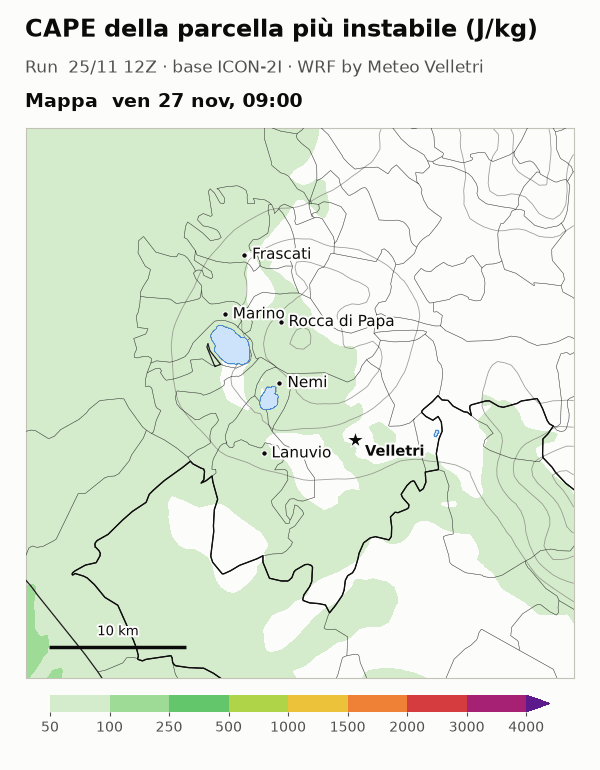 CAPE della parcella più instabile (J/kg)
Run  25/11 12Z · base ICON-2I · WRF by Meteo Velletri
Mappa  ven 27 nov, 09:00
Frascati
Marino
Rocca di Papa
Nemi
Velletri
Lanuvio
10 km
50 100 250 500 1000 1500 2000 3000 4000